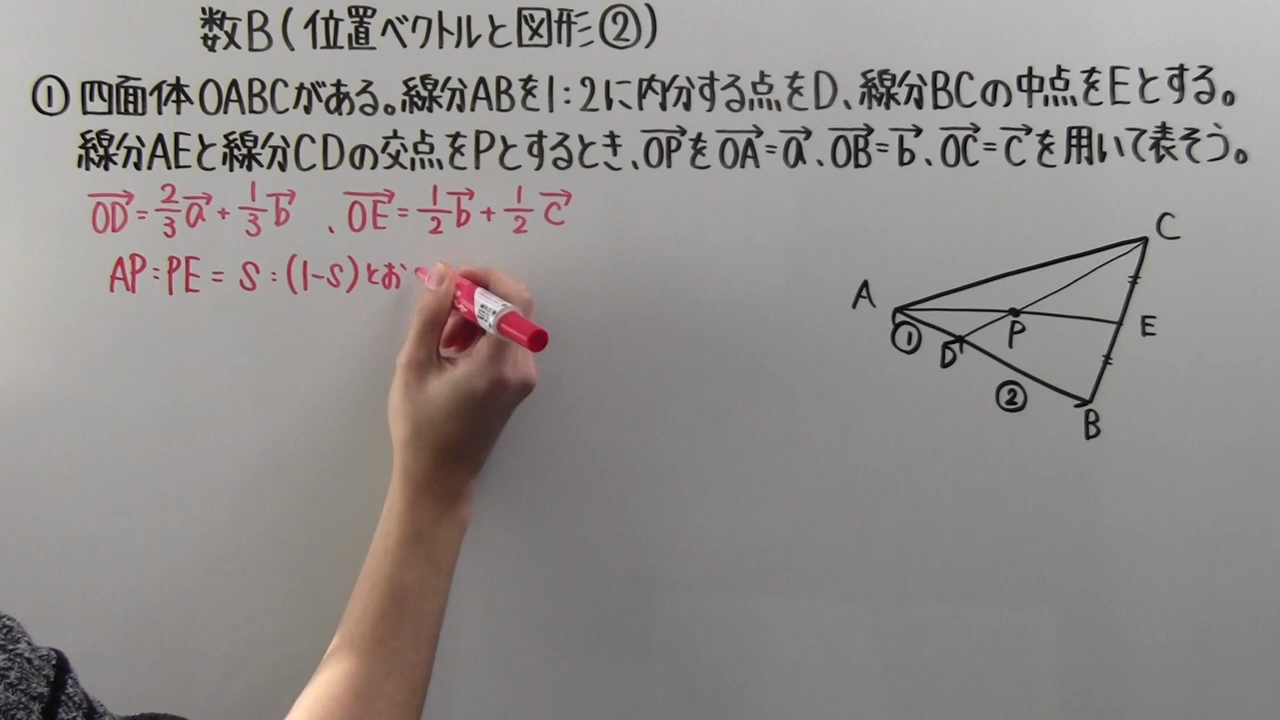 数B(位置ベクトルと図形②)
① 四面体OABCがある。線分ABを1:2に内分する点をD、線分BCの中点をEとする。
線分AEと線分CDの交点をPとするとき、→OPを→OA=→a、→OB=→b、→OC=→cを用いて表そう。
→OD=2/3→a+1/3→b 、→OE=1/2→b+1/2→c
AP:PE=S:(1-S)とお
C
A
E
①
P
D
②
B